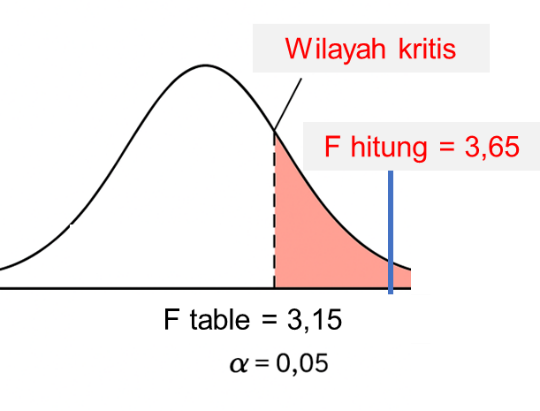 Wilayah kritis
F hitung = 3,65
F table = 3,15
α = 0,05